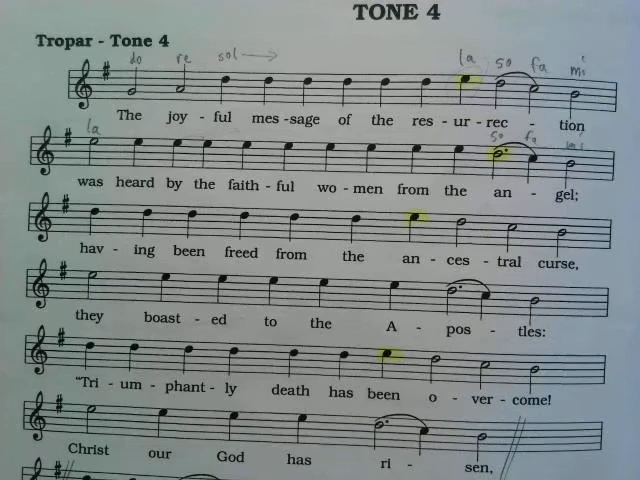 TONE 4
Tropar - Tone 4
do re sol la so fa mi
The joy - ful mes - sage of the res - ur - rec - tion
la so fa mi
was heard by the faith - ful wo - men from the an - gel;
hav - ing been freed from the an - ces - tral curse,
they boast - ed to the A - pos - tles:
"Tri - um - phant - ly death has been o - ver - come!
Christ our God has ri - sen,